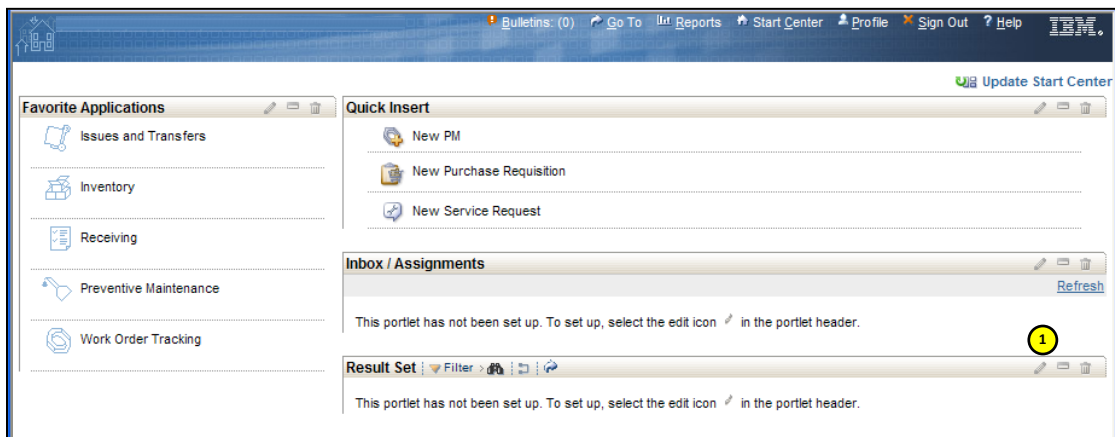 Bulletins: (0) Go To Reports Start Center Profile Sign Out ? Help IBM.
Update Start Center
Favorite Applications
Issues and Transfers
Inventory
Receiving
Preventive Maintenance
Work Order Tracking
Quick Insert
New PM
New Purchase Requisition
New Service Request
Inbox / Assignments
Refresh
This portlet has not been set up. To set up, select the edit icon in the portlet header.
1
Result Set Filter >
This portlet has not been set up. To set up, select the edit icon in the portlet header.